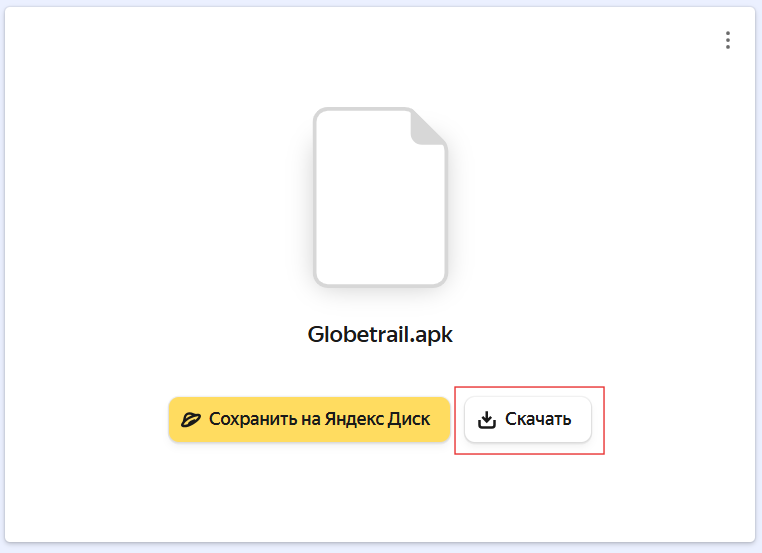 Globetrail.apk
Сохранить на Яндекс Диск
Скачать